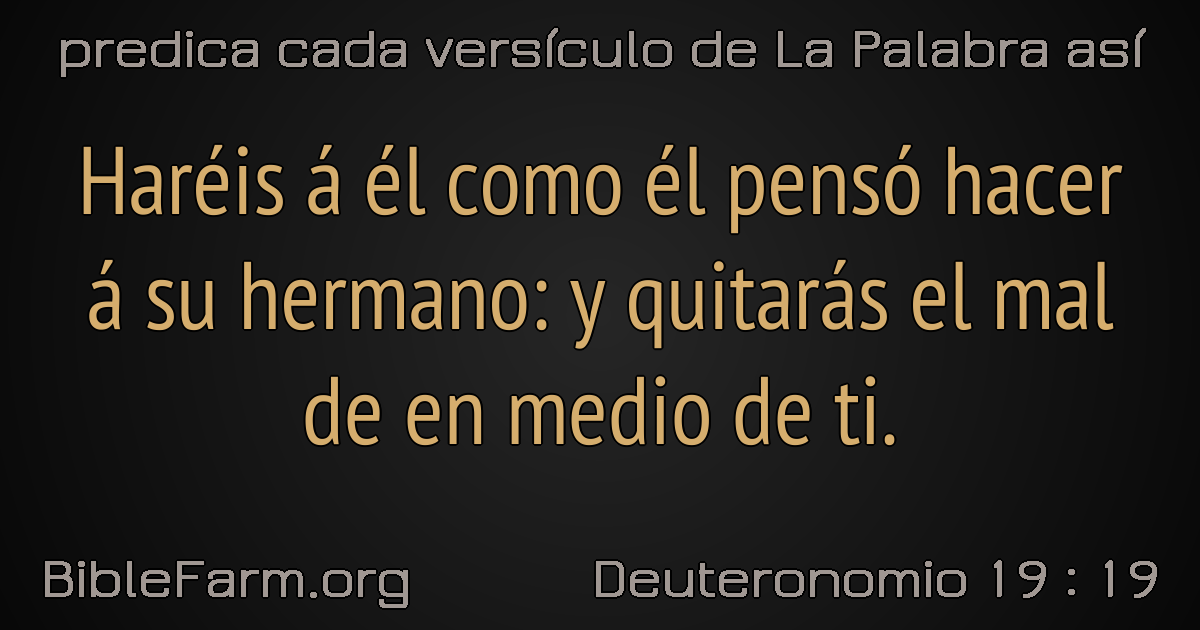 predica cada versículo de La Palabra así
Haréis á él como él pensó hacer
á su hermano: y quitarás el mal
de en medio de ti.
BibleFarm.org
Deuteronomio 19 : 19